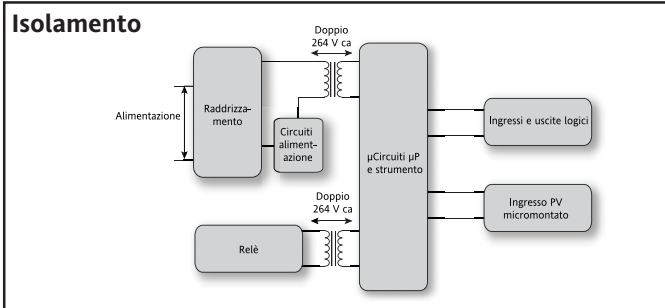 Isolamento
Doppio
264 V ca
Alimentazione
Raddrizza-
mento
Circuiti
aliment-
azione
µCircuiti µP
e strumento
Ingressi e uscite logici
Ingresso PV
micromontato
Doppio
264 V ca
Relè